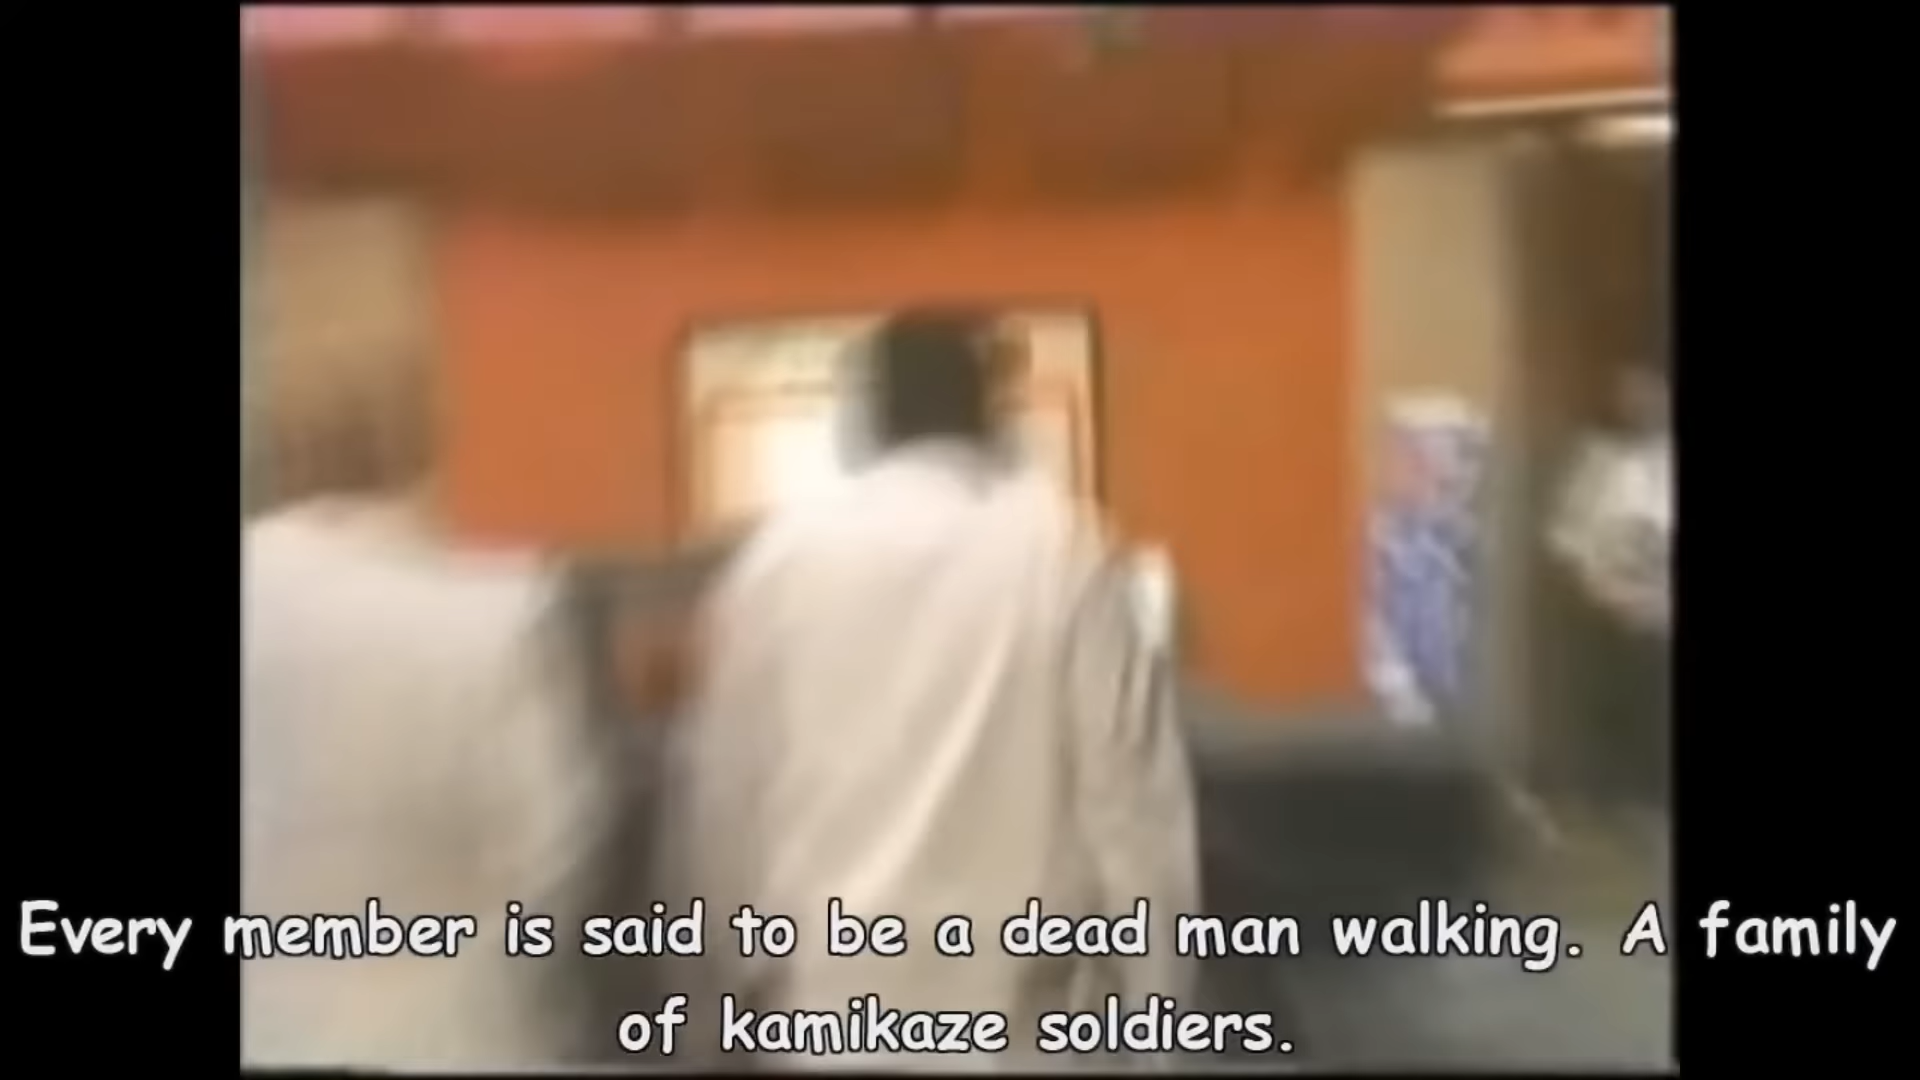 Every member is said to be a dead man walking. A family
of kamikaze soldiers.